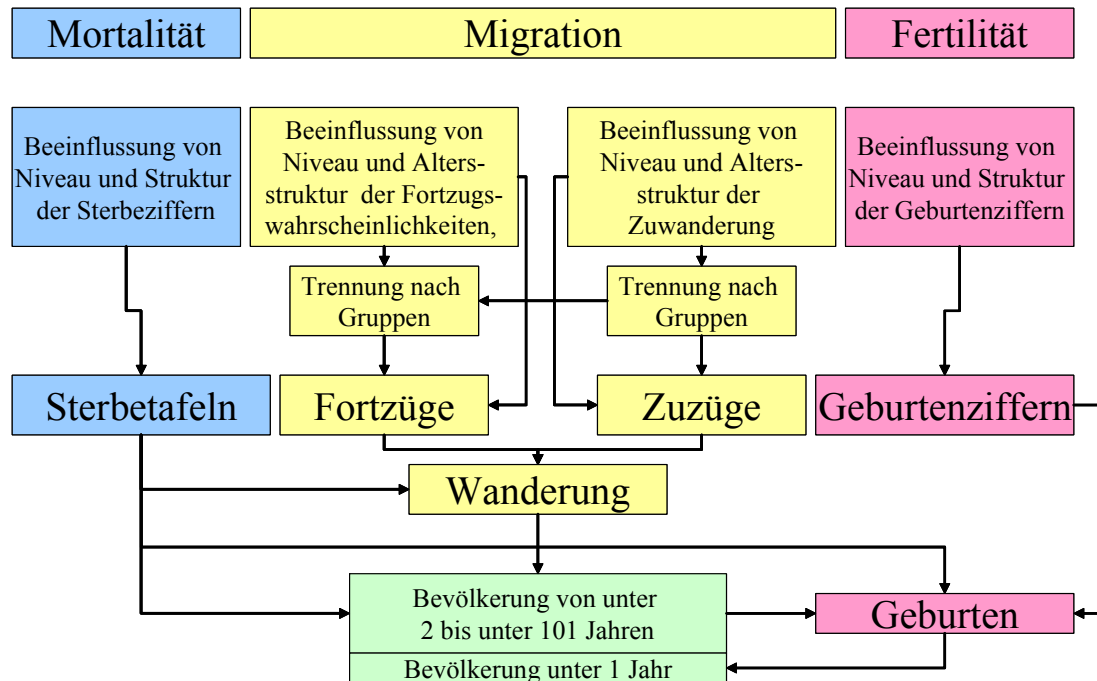 Mortalität
Migration
Fertilität
Beeinflussung von
Niveau und Struktur
der Sterbeziffern
Beeinflussung von
Niveau und Alters-
struktur der Fortzugs-
wahrscheinlichkeiten,
Beeinflussung von
Niveau und Alters-
struktur der
Zuwanderung
Beeinflussung von
Niveau und Struktur
der Geburtenziffern
Trennung nach
Gruppen
Trennung nach
Gruppen
Sterbetafeln
Fortzüge
Zuzüge
Geburtenziffern
Wanderung
Bevölkerung von unter
2 bis unter 101 Jahren
Geburten
Bevölkerung unter 1 Jahr